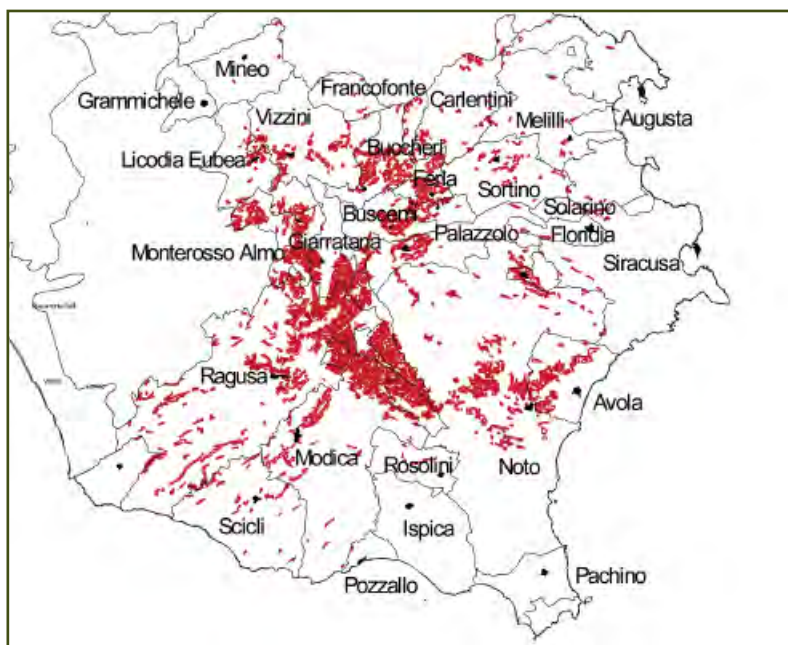 Mineo
Grammichele
Francofonte
Vizzini
Carlentini
Augusta
Melilli
Buccheri
Licodia Eubea
Ferla
Sortino
Buscemi
Solarino
Palazzolo
Floridia
Monterosso Almo
Giarratana
Siracusa
Ragusa
Avola
Modica
Rosolini
Noto
Scicli
Ispica
Pachino
Pozzallo